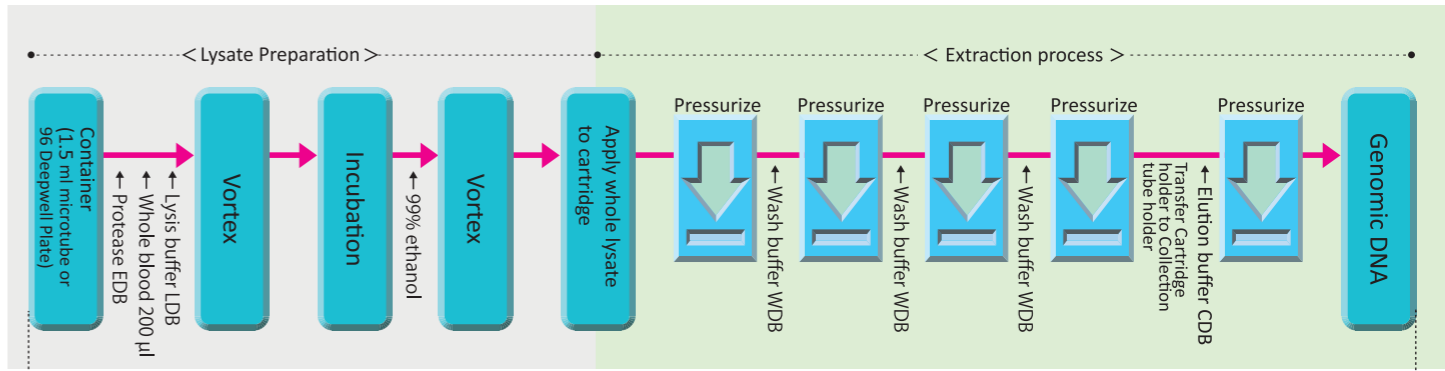 < Lysate Preparation >
< Extraction process >
Container
(1.5 ml microtube or
96 Deepwell Plate)
← Protease EDB
← Whole blood 200 µl
← Lysis buffer LDB
Vortex
Incubation
← 99% ethanol
Vortex
Apply whole lysate
to cartridge
Pressurize
← Wash buffer WDB
Pressurize
← Wash buffer WDB
Pressurize
← Wash buffer WDB
Pressurize
Transfer Cartridge
holder to Collection
tube holder
← Elution buffer CDB
Pressurize
Genomic DNA